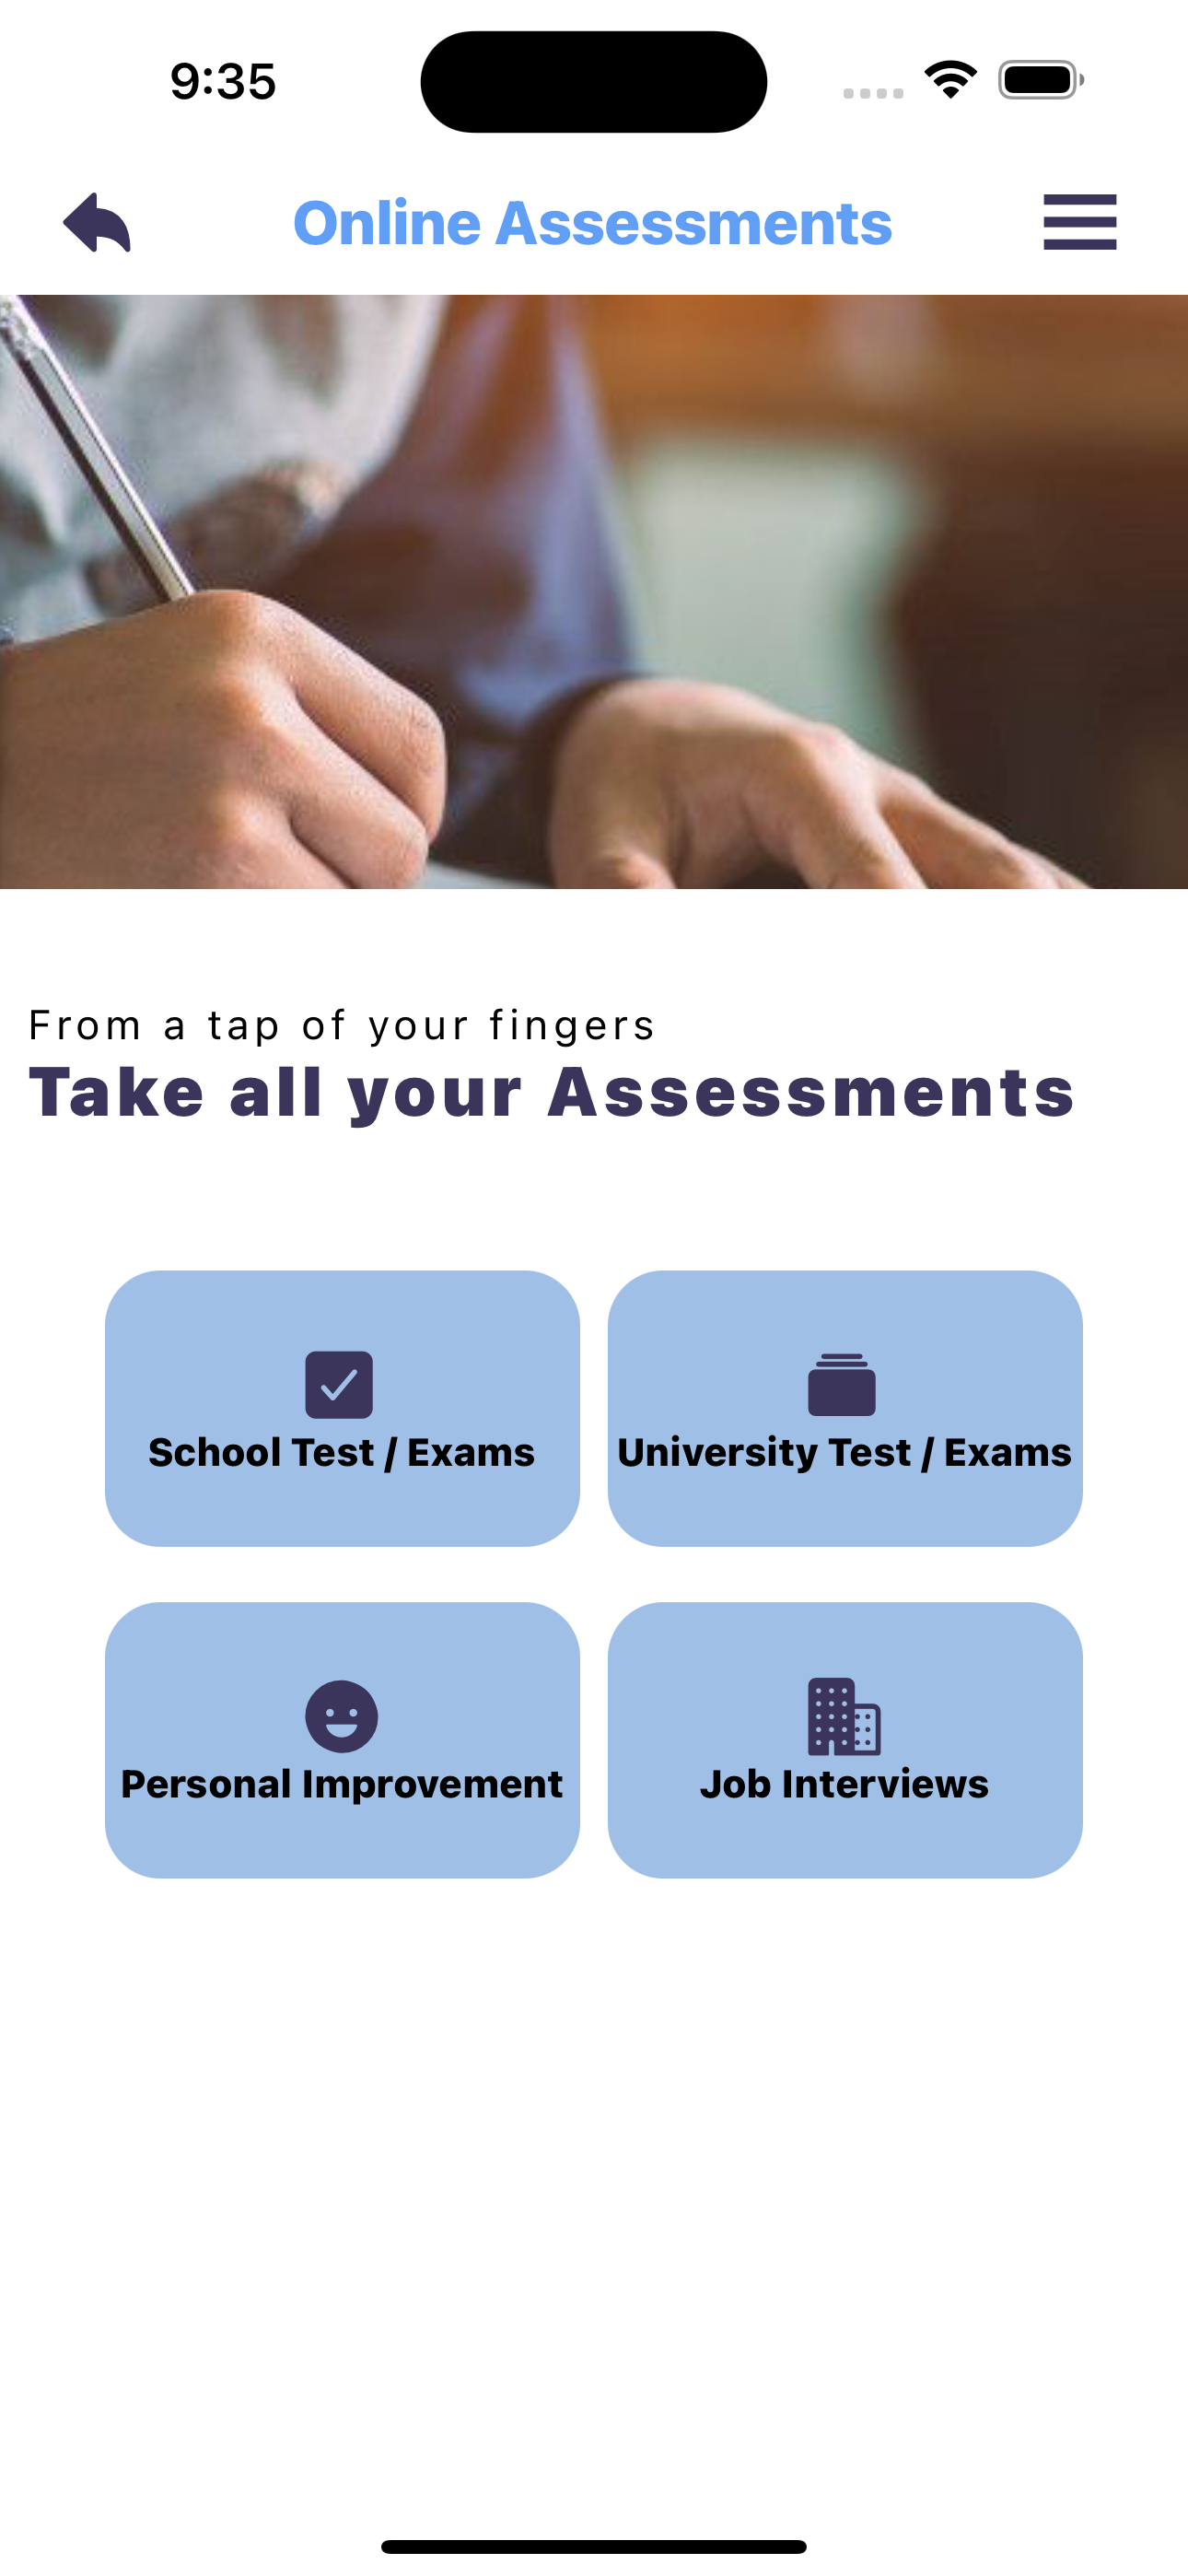 9:35
Online Assessments
From a tap of your fingers
Take all your Assessments
School Test / Exams
University Test / Exams
Personal Improvement
Job Interviews